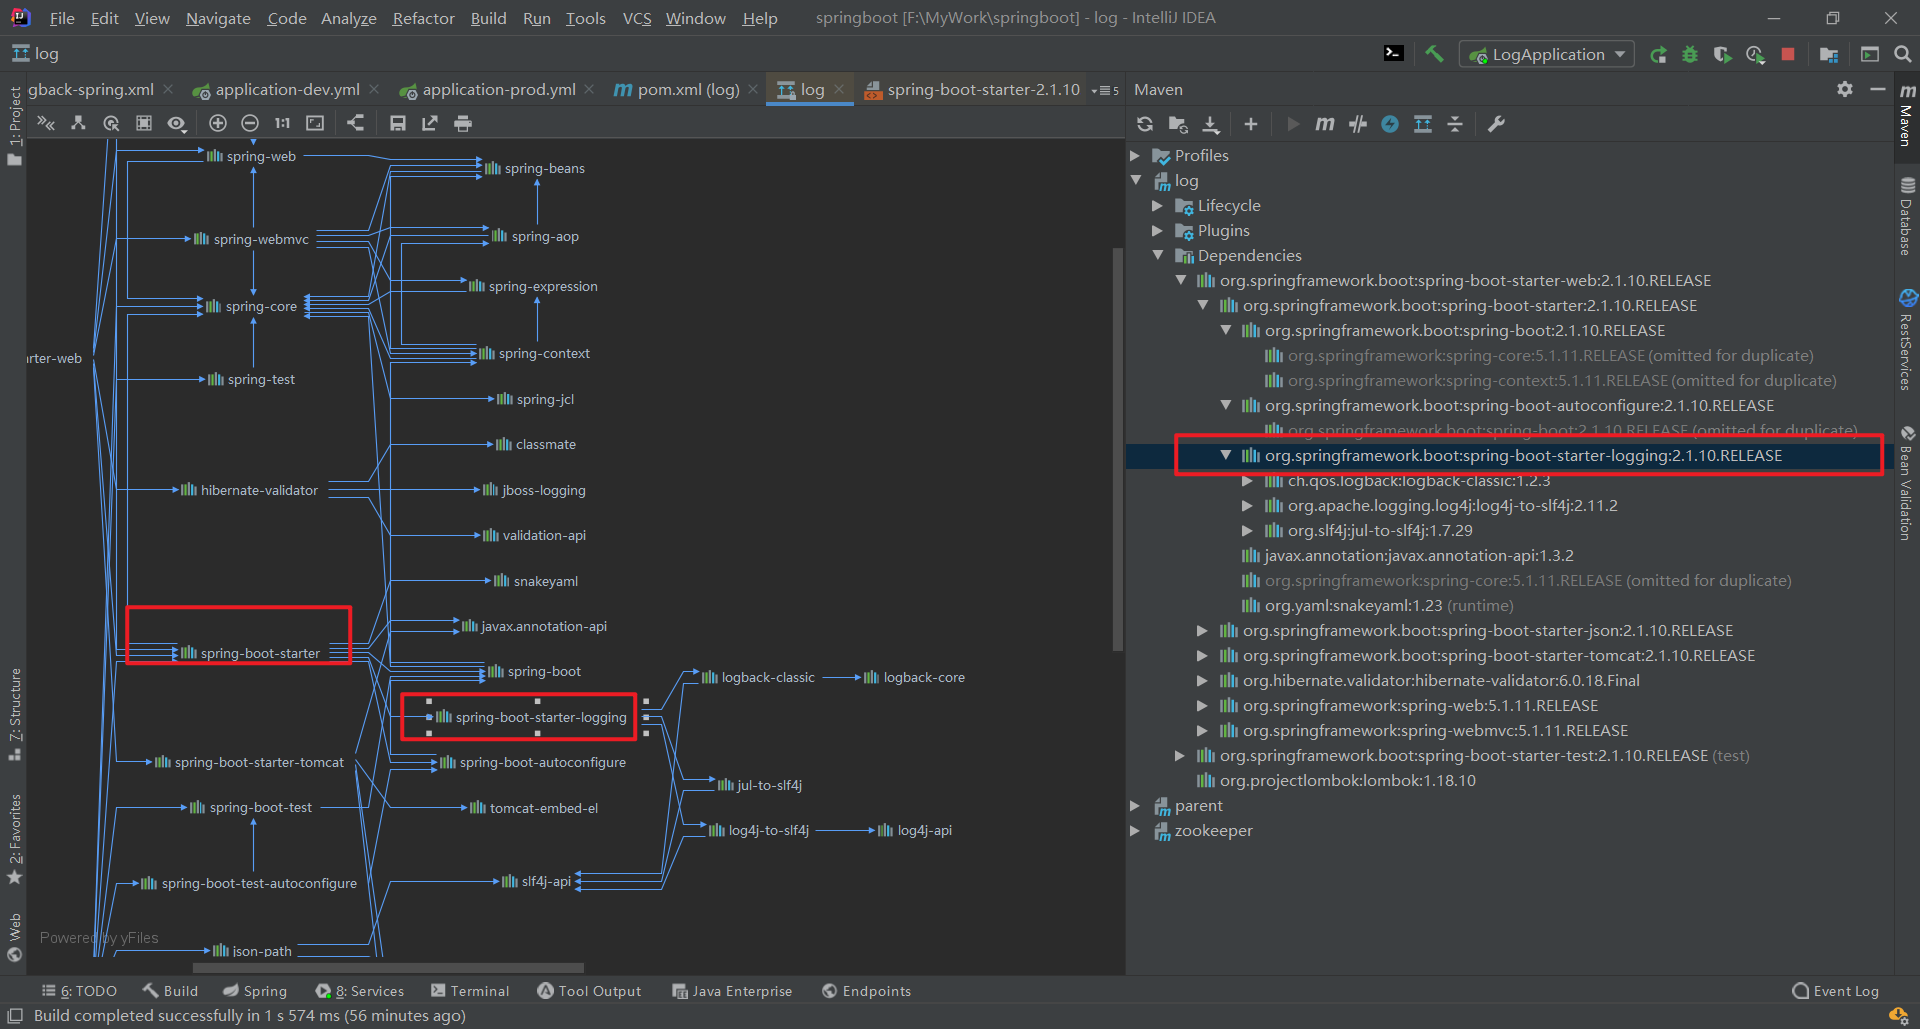 File Edit View Navigate Code Analyze Refactor Build Run Tools VCS Window Help springboot [F:\MyWork\springboot] - log - IntelliJ IDEA
log
LogApplication
gback-spring.xml application-dev.yml application-prod.yml pom.xml (log) log spring-boot-starter-2.1.10 5
Maven
1:1
1: Project
7: Structure
2: Favorites
Web
spring-web
spring-beans
spring-webmvc
spring-aop
spring-expression
spring-core
spring-context
arter-web
spring-test
spring-jcl
classmate
hibernate-validator
jboss-logging
validation-api
snakeyaml
javax.annotation-api
spring-boot-starter
spring-boot
logback-classic
logback-core
spring-boot-starter-logging
spring-boot-starter-tomcat
spring-boot-autoconfigure
jul-to-slf4j
spring-boot-test
tomcat-embed-el
log4j-to-slf4j
log4j-api
spring-boot-test-autoconfigure
slf4j-api
Powered by yFiles
json-path
Profiles
log
Lifecycle
Plugins
Dependencies
org.springframework.boot:spring-boot-starter-web:2.1.10.RELEASE
org.springframework.boot:spring-boot-starter:2.1.10.RELEASE
org.springframework.boot:spring-boot:2.1.10.RELEASE
org.springframework:spring-core:5.1.11.RELEASE (omitted for duplicate)
org.springframework:spring-context:5.1.11.RELEASE (omitted for duplicate)
org.springframework.boot:spring-boot-autoconfigure:2.1.10.RELEASE
org.springframework.boot:spring-boot:2.1.10.RELEASE (omitted for duplicate)
org.springframework.boot:spring-boot-starter-logging:2.1.10.RELEASE
ch.qos.logback:logback-classic:1.2.3
org.apache.logging.log4j:log4j-to-slf4j:2.11.2
org.slf4j:jul-to-slf4j:1.7.29
javax.annotation:javax.annotation-api:1.3.2
org.springframework:spring-core:5.1.11.RELEASE (omitted for duplicate)
org.yaml:snakeyaml:1.23 (runtime)
org.springframework.boot:spring-boot-starter-json:2.1.10.RELEASE
org.springframework.boot:spring-boot-starter-tomcat:2.1.10.RELEASE
org.hibernate.validator:hibernate-validator:6.0.18.Final
org.springframework:spring-web:5.1.11.RELEASE
org.springframework:spring-webmvc:5.1.11.RELEASE
org.springframework.boot:spring-boot-starter-test:2.1.10.RELEASE (test)
org.projectlombok:lombok:1.18.10
parent
zookeeper
Maven
Database
RestServices
Bean Validation
6: TODO Build Spring 8: Services Terminal Tool Output Java Enterprise Endpoints Event Log
Build completed successfully in 1 s 574 ms (56 minutes ago)